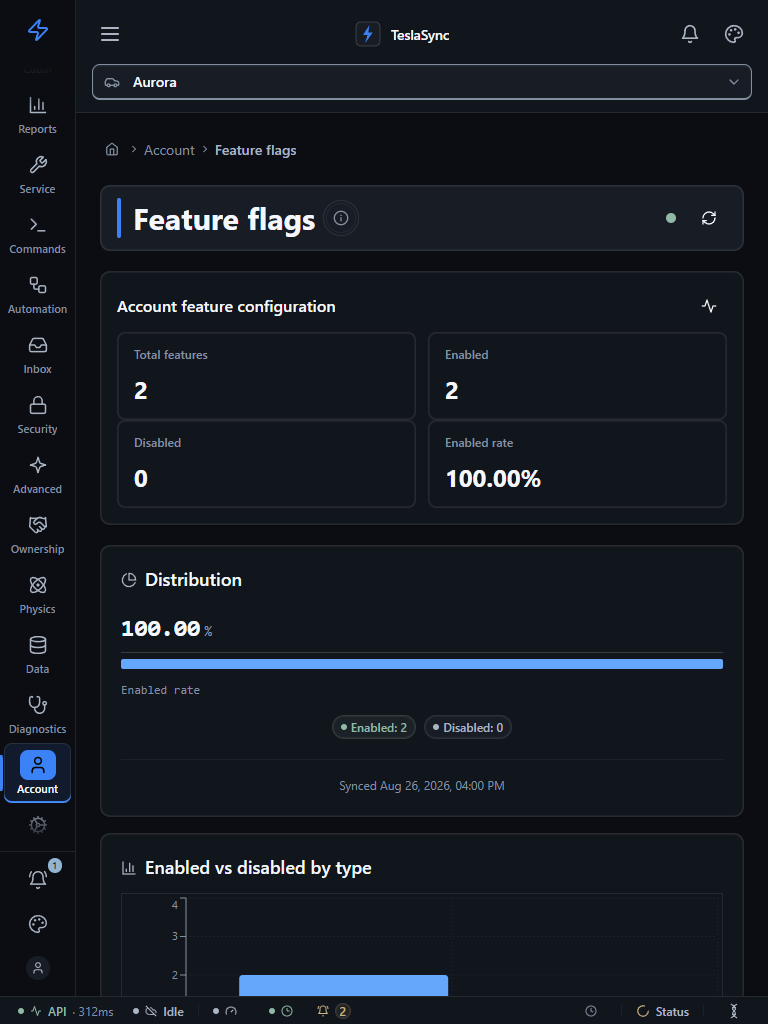 TeslaSync
Aurora
Reports
Service
Commands
Automation
Inbox
Security
Advanced
Ownership
Physics
Data
Diagnostics
Account
1
Account
Feature flags
Feature flags
Account feature configuration
Total features
2
Enabled
2
Disabled
0
Enabled rate
100.00%
Distribution
100.00 %
Enabled rate
Enabled: 2
Disabled: 0
Synced Aug 26, 2026, 04:00 PM
Enabled vs disabled by type
4
3
2
API · 312ms
Idle
2
Status